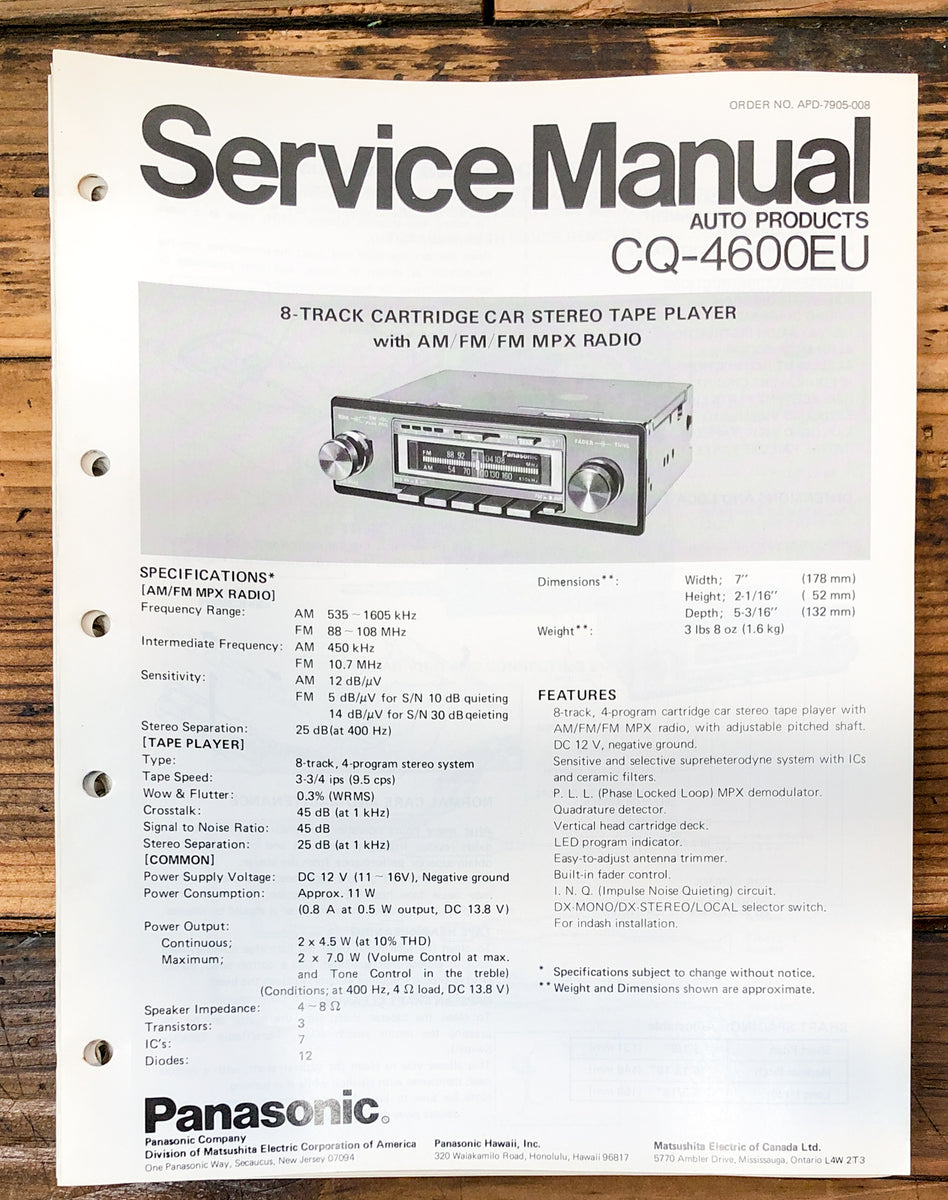 ORDER NO. APD-7905-008
Service Manual
AUTO PRODUCTS
CQ-4600EU
8-TRACK CARTRIDGE CAR STEREO TAPE PLAYER
with AM/FM/FM MPX RADIO
FADER TUNE
Panasonic
FM 88 92 104 108 MHz
AM 54 70 100 130 160
SPECIFICATIONS*
[AM/FM MPX RADIO]
Frequency Range: AM 535 ~ 1605 kHz
FM 88 ~ 108 MHz
Intermediate Frequency: AM 450 kHz
FM 10.7 MHz
Sensitivity: AM 12 dB/μV
FM 5 dB/μV for S/N 10 dB quieting
14 dB/μV for S/N 30 dB qeieting
Stereo Separation: 25 dB (at 400 Hz)
[TAPE PLAYER]
Type: 8-track, 4-program stereo system
Tape Speed: 3-3/4 ips (9.5 cps)
Wow & Flutter: 0.3% (WRMS)
Crosstalk: 45 dB (at 1 kHz)
Signal to Noise Ratio: 45 dB
Stereo Separation: 25 dB (at 1 kHz)
[COMMON]
Power Supply Voltage: DC 12 V (11 ~ 16V), Negative ground
Power Consumption: Approx. 11 W
(0.8 A at 0.5 W output, DC 13.8 V)
Power Output:
Continuous; 2 x 4.5 W (at 10% THD)
Maximum; 2 x 7.0 W (Volume Control at max.
and Tone Control in the treble)
(Conditions; at 400 Hz, 4 Ω load, DC 13.8 V)
Speaker Impedance: 4 ~ 8 Ω
Transistors: 3
IC's: 7
Diodes: 12
Dimensions**: Width; 7" (178 mm)
Height; 2-1/16" ( 52 mm)
Depth; 5-3/16" (132 mm)
Weight**: 3 lbs 8 oz (1.6 kg)
FEATURES
8-track, 4-program cartridge car stereo tape player with
AM/FM/FM MPX radio, with adjustable pitched shaft.
DC 12 V, negative ground.
Sensitive and selective supreheterodyne system with ICs
and ceramic filters.
P. L. L. (Phase Locked Loop) MPX demodulator.
Quadrature detector.
Vertical head cartridge deck.
LED program indicator.
Easy-to-adjust antenna trimmer.
Built-in fader control.
I. N. Q. (Impulse Noise Quieting) circuit.
DX-MONO/DX-STEREO/LOCAL selector switch.
For indash installation.
* Specifications subject to change without notice.
** Weight and Dimensions shown are approximate.
Panasonic®
Panasonic Company
Division of Matsushita Electric Corporation of America
One Panasonic Way, Secaucus, New Jersey 07094
Panasonic Hawaii, Inc.
320 Waiakamilo Road, Honolulu, Hawaii 96817
Matsushita Electric of Canada Ltd.
5770 Ambler Drive, Mississauga, Ontario L4W 2T3